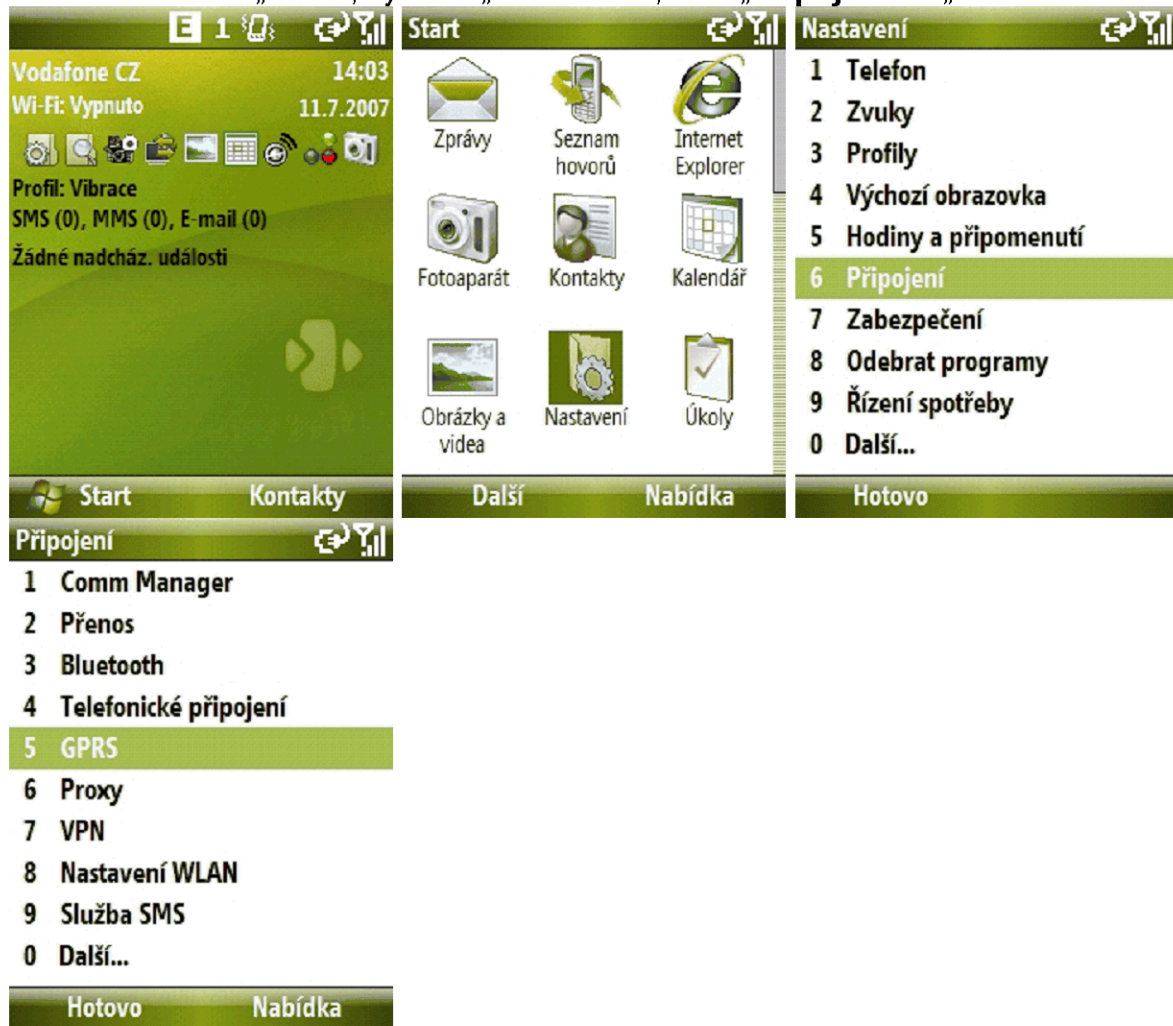 E 1
Vodafone CZ 14:03
Wi-Fi: Vypnuto 11.7.2007
Profil: Vibrace
SMS (0), MMS (0), E-mail (0)
Žádné nadcház. události
Start Kontakty
Start
Zprávy Seznam hovorů Internet Explorer
Fotoaparát Kontakty Kalendář
Obrázky a videa Nastavení Úkoly
Další Nabídka
Nastavení
1 Telefon
2 Zvuky
3 Profily
4 Výchozí obrazovka
5 Hodiny a připomenutí
6 Připojení
7 Zabezpečení
8 Odebrat programy
9 Řízení spotřeby
0 Další...
Hotovo
Připojení
1 Comm Manager
2 Přenos
3 Bluetooth
4 Telefonické připojení
5 GPRS
6 Proxy
7 VPN
8 Nastavení WLAN
9 Služba SMS
0 Další...
Hotovo Nabídka